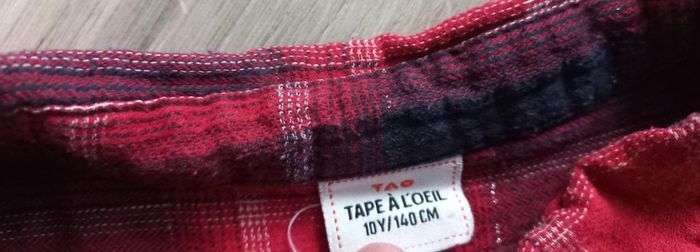 TAO
TAPE À L'OEIL
10Y/140 CM